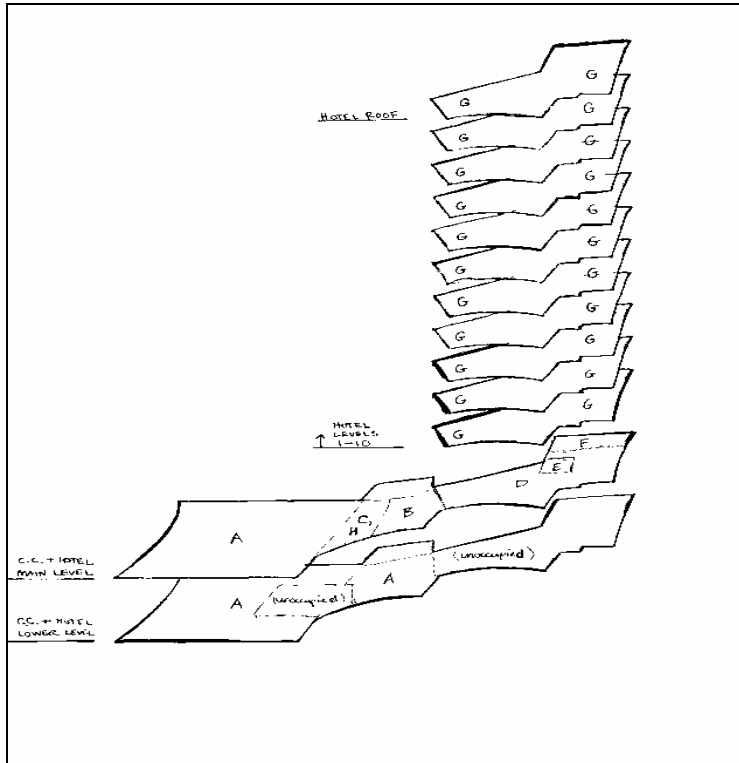 G
G G
HOTEL ROOF
G G
G G
G G
G G
G G
G G
G G
G G
G G
G
G
HOTEL
LEVELS
1-10
F
E
D
B
C,
H
A
C.C. + HOTEL
MAIN LEVEL
(unoccupied)
A
(unoccupied)
A
C.C. + HOTEL
LOWER LEVEL